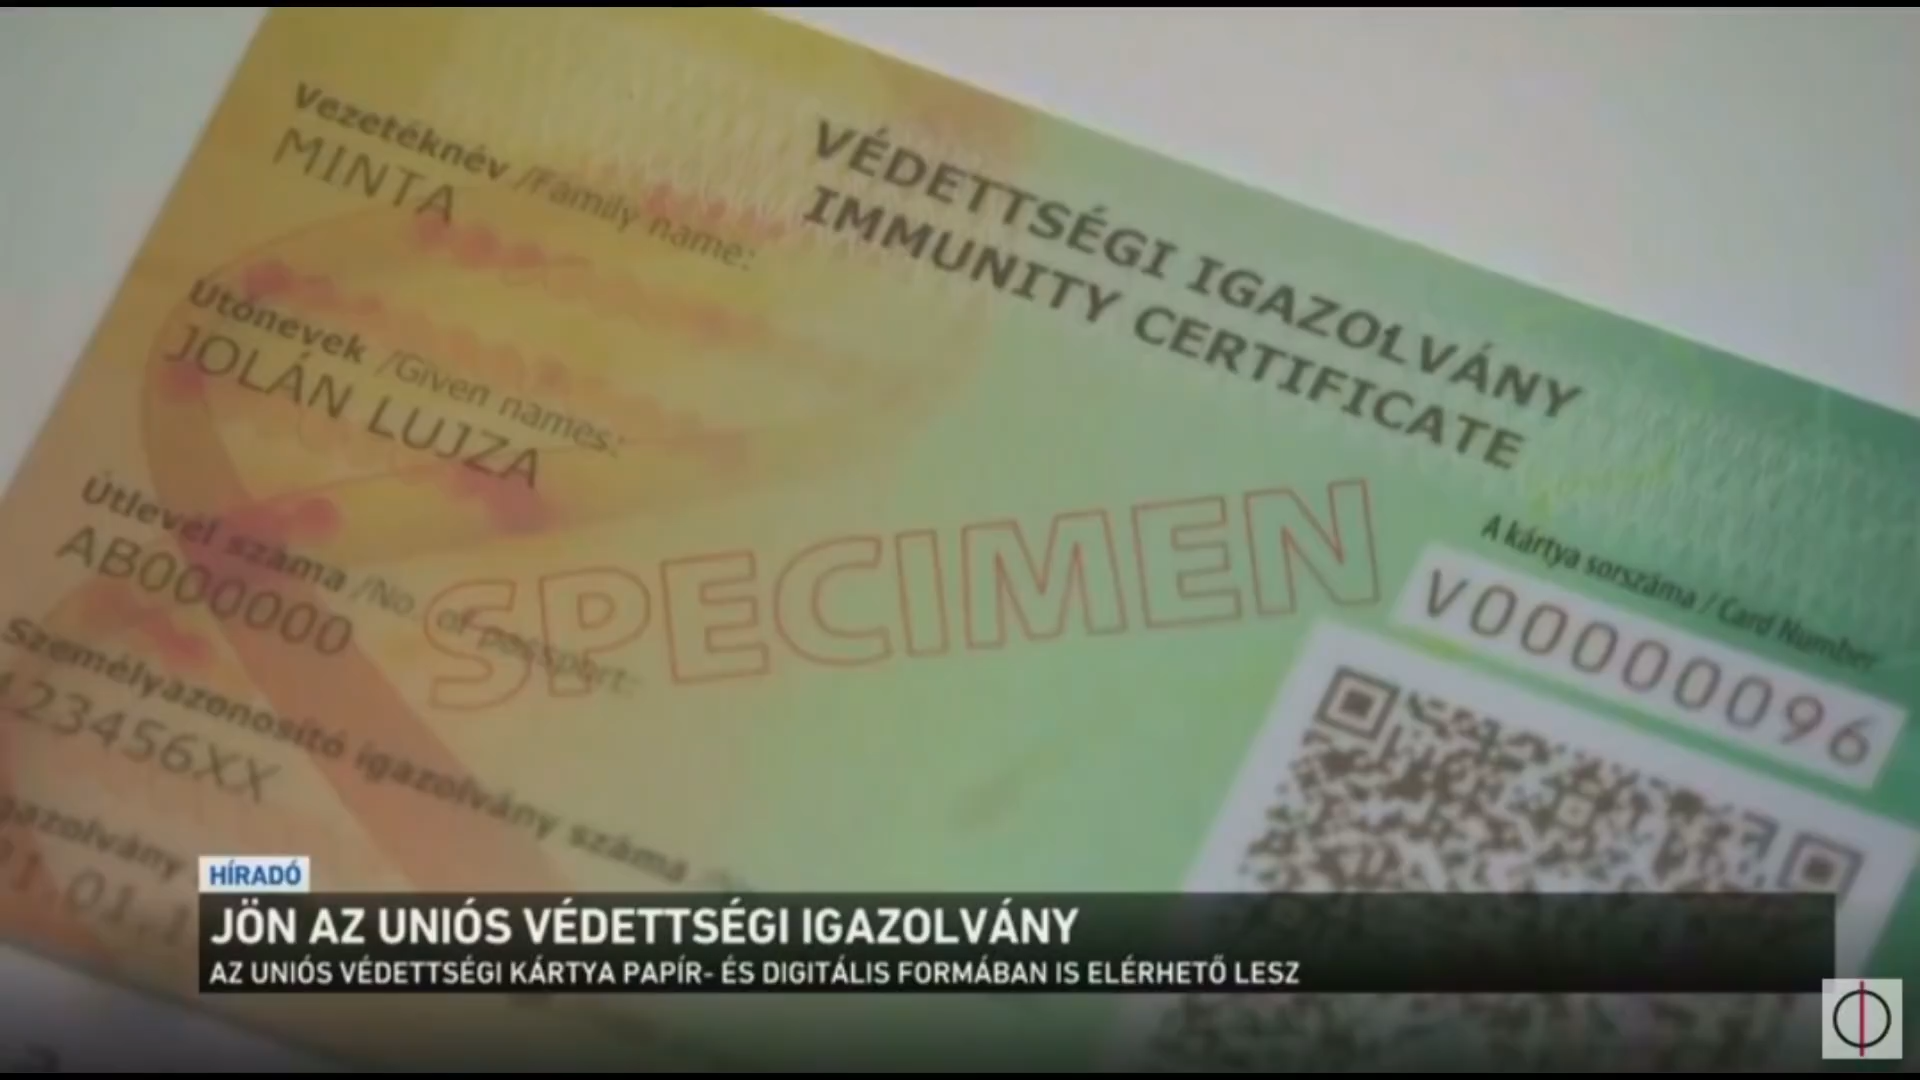 VÉDETTSÉGI IGAZOLVÁNY
IMMUNITY CERTIFICATE
Vezetéknév /Family name:
MINTA
Utónevek /Given names:
JOLÁN LUJZA
Útlevél száma /No. of passport:
AB000000
Személyazonosító igazolvány száma
123456XX
SPECIMEN
A kártya sorszáma / Card Number
V0000096
HÍRADÓ
JÖN AZ UNIÓS VÉDETTSÉGI IGAZOLVÁNY
AZ UNIÓS VÉDETTSÉGI KÁRTYA PAPÍR- ÉS DIGITÁLIS FORMÁBAN IS ELÉRHETŐ LESZ